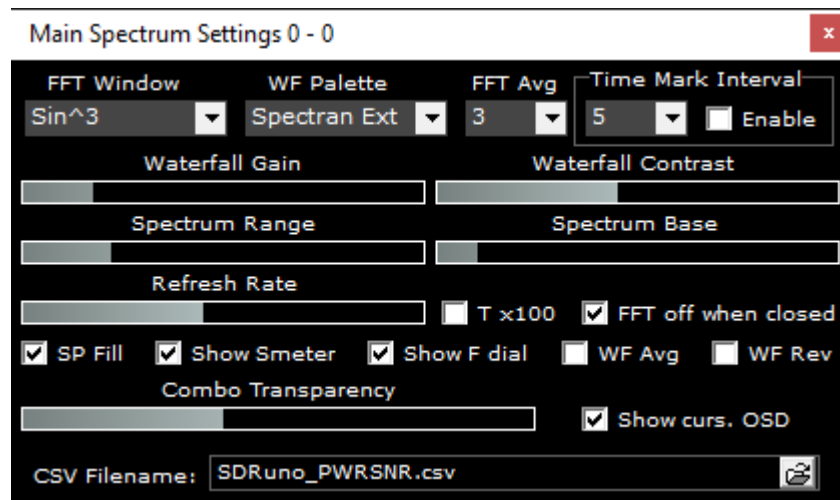 Main Spectrum Settings 0 - 0
x
FFT Window WF Palette FFT Avg Time Mark Interval
Sin^3 Spectran Ext 3 5 Enable
Waterfall Gain Waterfall Contrast
Spectrum Range Spectrum Base
Refresh Rate
T x100 FFT off when closed
SP Fill Show Smeter Show F dial WF Avg WF Rev
Combo Transparency
Show curs. OSD
CSV Filename: SDRuno_PWRSNR.csv